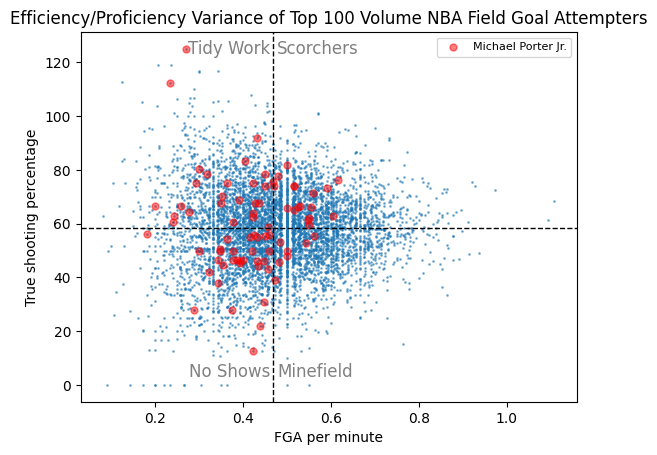 Efficiency/Proficiency Variance of Top 100 Volume NBA Field Goal Attempters
Tidy Work Scorchers
Michael Porter Jr.
120
100
80
60
40
20
0
True shooting percentage
No Shows Minefield
0.2 0.4 0.6 0.8 1.0
FGA per minute